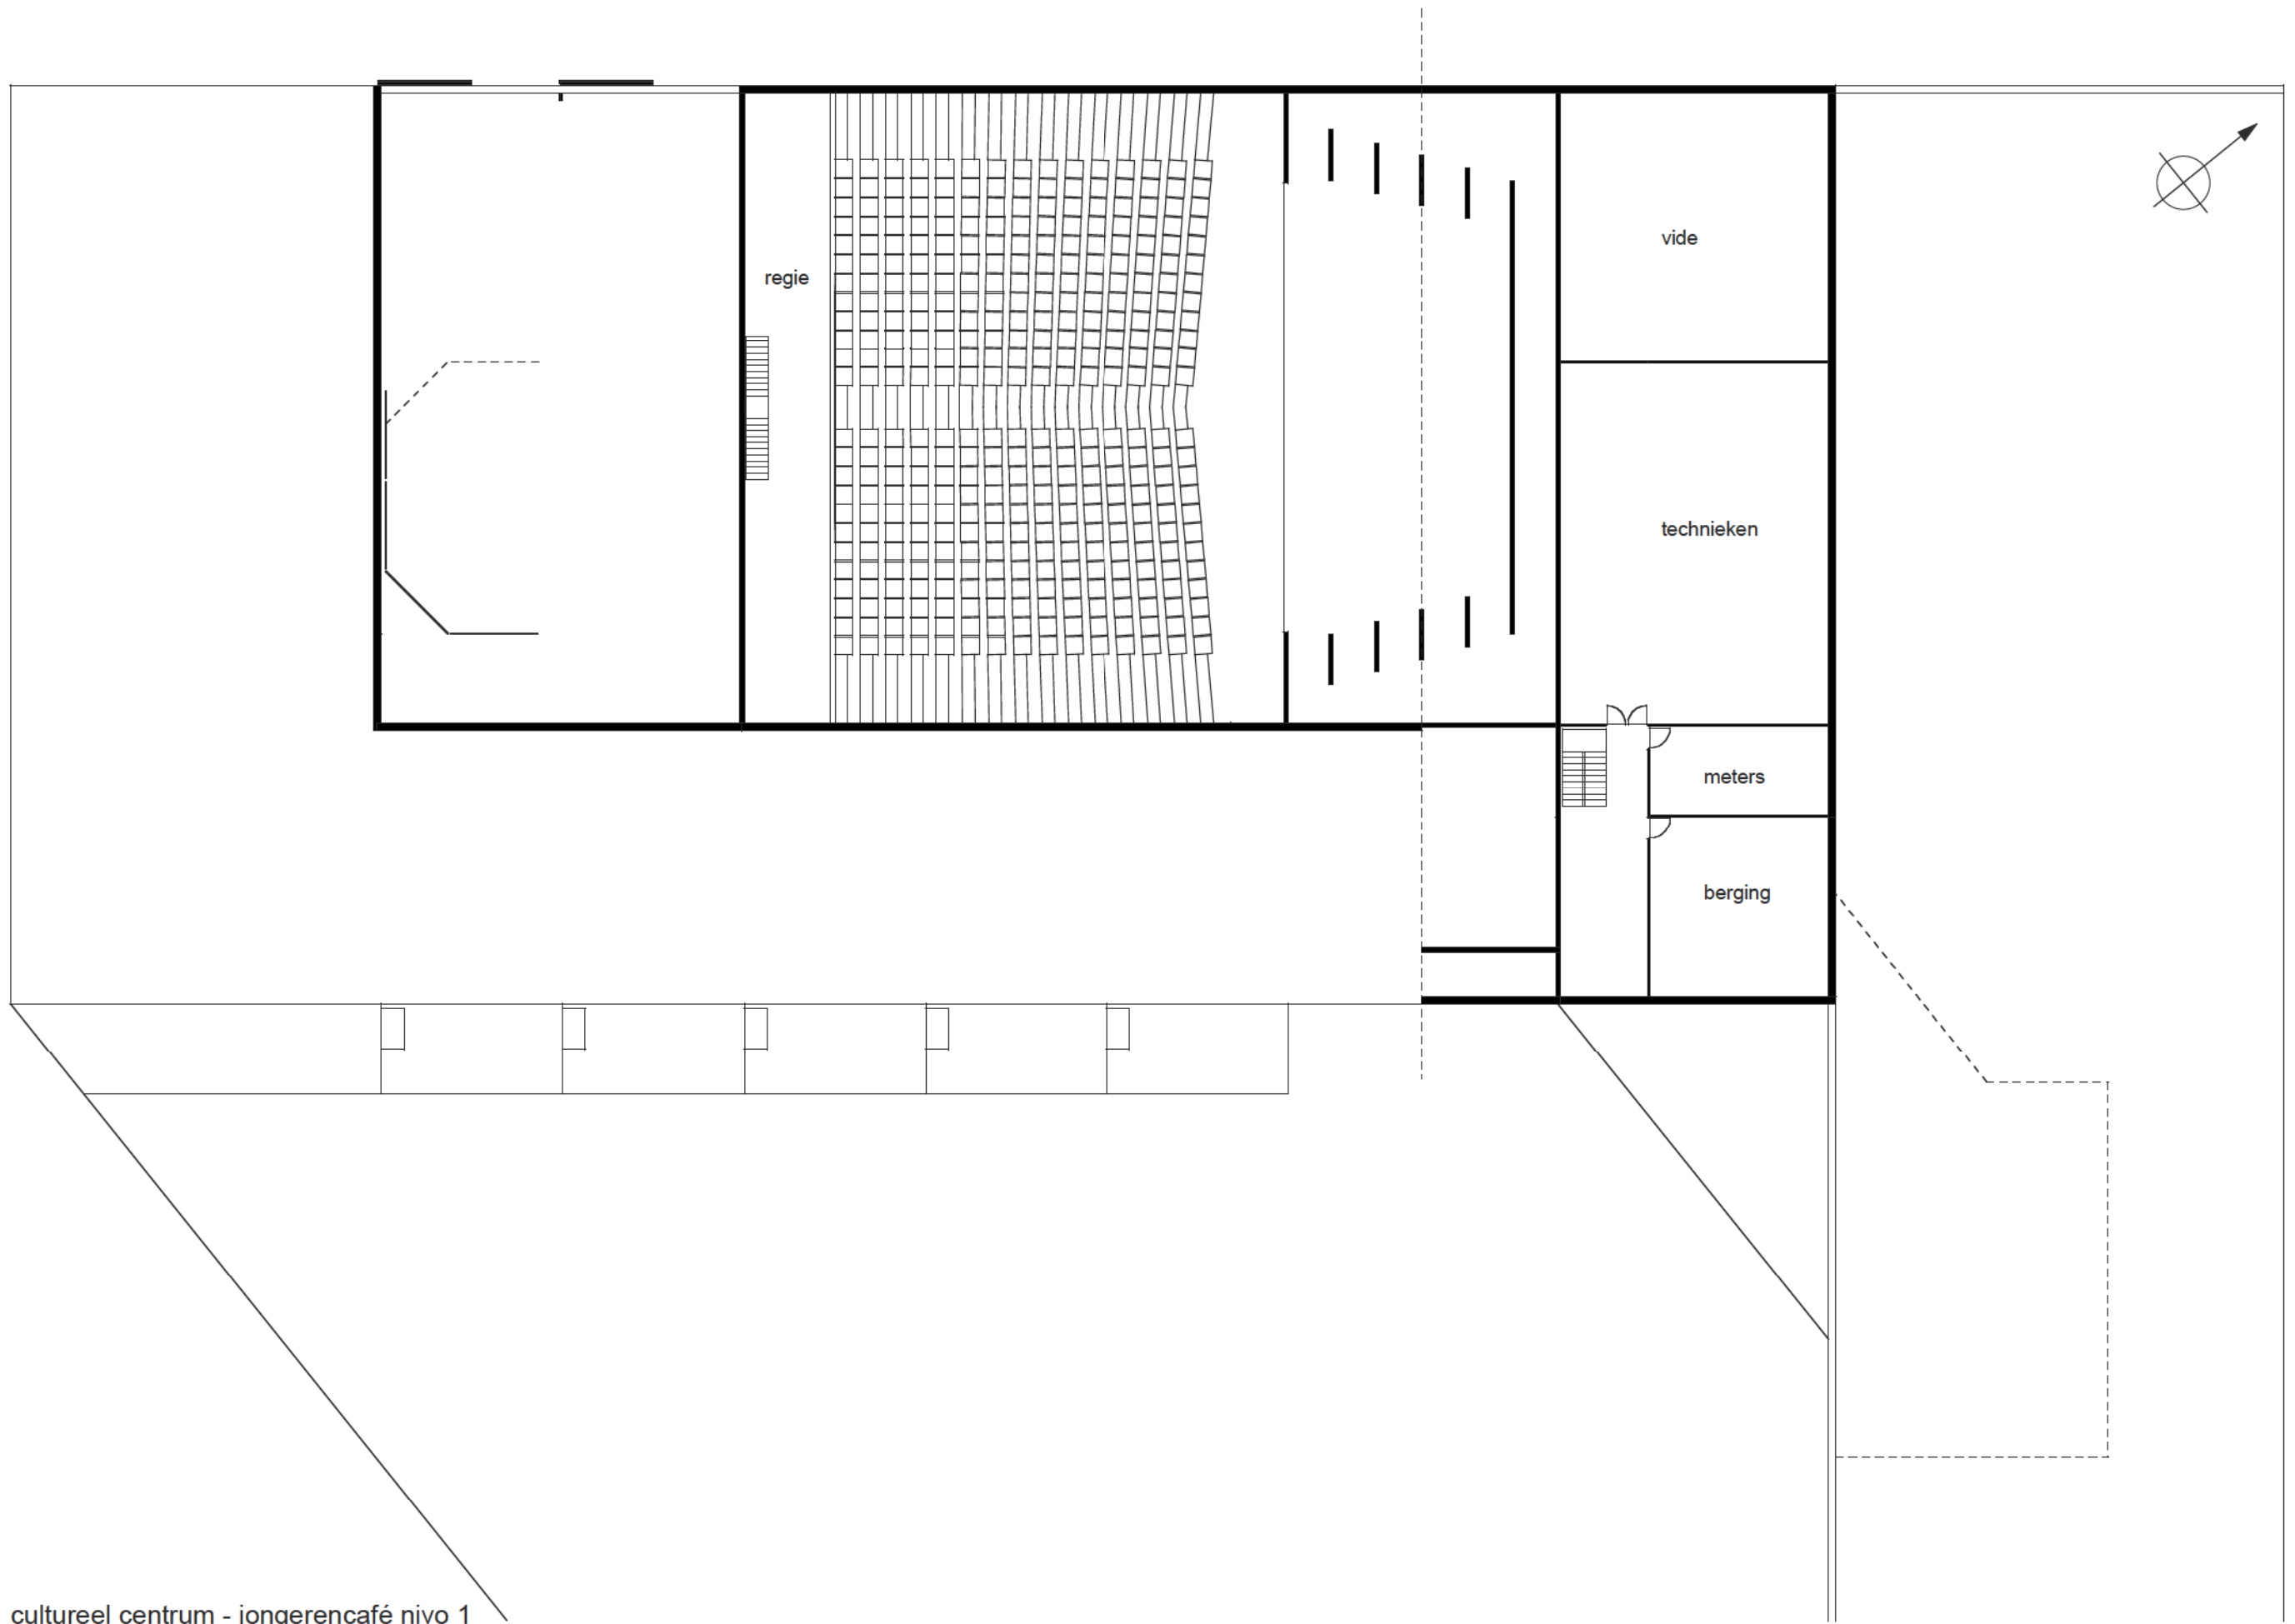 vide
regie
technieken
meters
berging
cultureel centrum - jongerencafé nivo 1